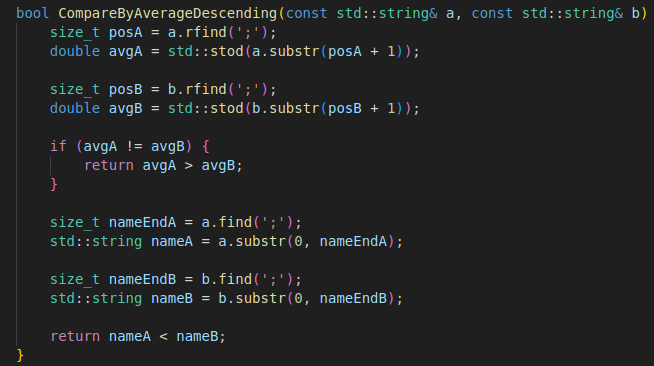 bool CompareByAverageDescending(const std::string& a, const std::string& b)
    size_t posA = a.rfind(';');
    double avgA = std::stod(a.substr(posA + 1));

    size_t posB = b.rfind(';');
    double avgB = std::stod(b.substr(posB + 1));

    if (avgA != avgB) {
        return avgA > avgB;
    }

    size_t nameEndA = a.find(';');
    std::string nameA = a.substr(0, nameEndA);

    size_t nameEndB = b.find(';');
    std::string nameB = b.substr(0, nameEndB);

    return nameA < nameB;
}